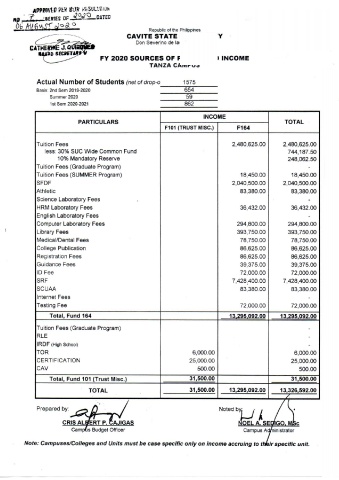 APPROVED PER BOR RESOLUTION
NO. 7 SERIES OF 2020 DATED
06 AUGUST 2020
CATHERINE J.
BOARD SECRETARY V
Republic of the Philippines
CAVITE STATE Y
Don Severino de la
FY 2020 SOURCES OF F INCOME
TANZA CAMPUS
Actual Number of Students (net of drop-o 1575
Basis: 2nd Sem 2019-2020 654
Summer 2020 59
1st Sem 2020-2021 862
PARTICULARS INCOME TOTAL
F101 (TRUST MISC.) F164
Tuition Fees 2,480,625.00 2,480,625.00
less: 30% SUC Wide Common Fund 744,187.50
10% Mandatory Reserve 248,062.50
Tuition Fees (Graduate Program) -
Tuition Fees (SUMMER Program) 18,450.00 18,450.00
SFDF 2,040,500.00 2,040,500.00
Athletic 83,380.00 83,380.00
Science Laboratory Fees -
HRM Laboratory Fees 36,432.00 36,432.00
English Laboratory Fees -
Computer Laboratory Fees 294,800.00 294,800.00
Library Fees 393,750.00 393,750.00
Medical/Dental Fees 78,750.00 78,750.00
College Publication 86,625.00 86,625.00
Registration Fees 86,625.00 86,625.00
Guidance Fees 39,375.00 39,375.00
ID Fee 72,000.00 72,000.00
SRF 7,428,400.00 7,428,400.00
SCUAA 83,380.00 83,380.00
Internet Fees
Testing Fee 72,000.00 72,000.00
Total, Fund 164 13,295,092.00 13,295,092.00
Tuition Fees (Graduate Program) -
RLE -
IRDF (High School) -
TOR 6,000.00 6,000.00
CERTIFICATION 25,000.00 25,000.00
CAV 500.00 500.00
Total, Fund 101 (Trust Misc.) 31,500.00 31,500.00
TOTAL 31,500.00 13,295,092.00 13,326,592.00
Prepared by: Noted by:
CRIS ALBERT P. CAJIGAS NOEL A. SEDIGO, MSc
Campus Budget Officer Campus Administrator
Note: Campuses/Colleges and Units must be case specific only on income accruing to their specific unit.